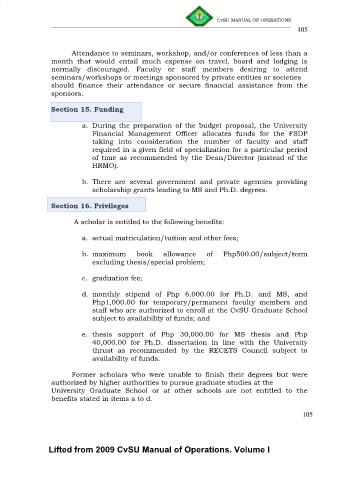 CvSU MANUAL OF OPERATIONS
105
Attendance to seminars, workshop, and/or conferences of less than a
month that would entail much expense on travel, board and lodging is
normally discouraged. Faculty or staff members desiring to attend
seminars/workshops or meetings sponsored by private entities or societies
should finance their attendance or secure financial assistance from the
sponsors.
Section 15. Funding
a. During the preparation of the budget proposal, the University
Financial Management Officer allocates funds for the FSDP
taking into consideration the number of faculty and staff
required in a given field of specialization for a particular period
of time as recommended by the Dean/Director (instead of the
HRMO).
b. There are several government and private agencies providing
scholarship grants leading to MS and Ph.D. degrees.
Section 16. Privileges
A scholar is entitled to the following benefits:
a. actual matriculation/tuition and other fees;
b. maximum book allowance of Php500.00/subject/term
excluding thesis/special problem;
c. graduation fee;
d. monthly stipend of Php 6,000.00 for Ph.D. and MS, and
Php1,000.00 for temporary/permanent faculty members and
staff who are authorized to enroll at the CvSU Graduate School
subject to availability of funds; and
e. thesis support of Php 30,000.00 for MS thesis and Php
40,000.00 for Ph.D. dissertation in line with the University
thrust as recommended by the RECETS Council subject to
availability of funds.
Former scholars who were unable to finish their degrees but were
authorized by higher authorities to pursue graduate studies at the
University Graduate School or at other schools are not entitled to the
benefits stated in items a to d.
105
Lifted from 2009 CvSU Manual of Operations. Volume I